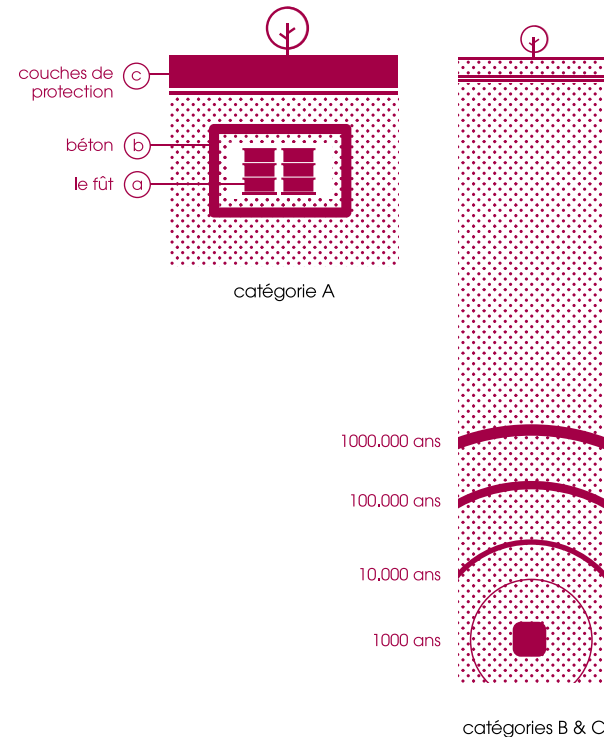 couches de
protection
c
béton
b
le fût
a
catégorie A
1000.000 ans
100.000 ans
10.000 ans
1000 ans
catégories B & C